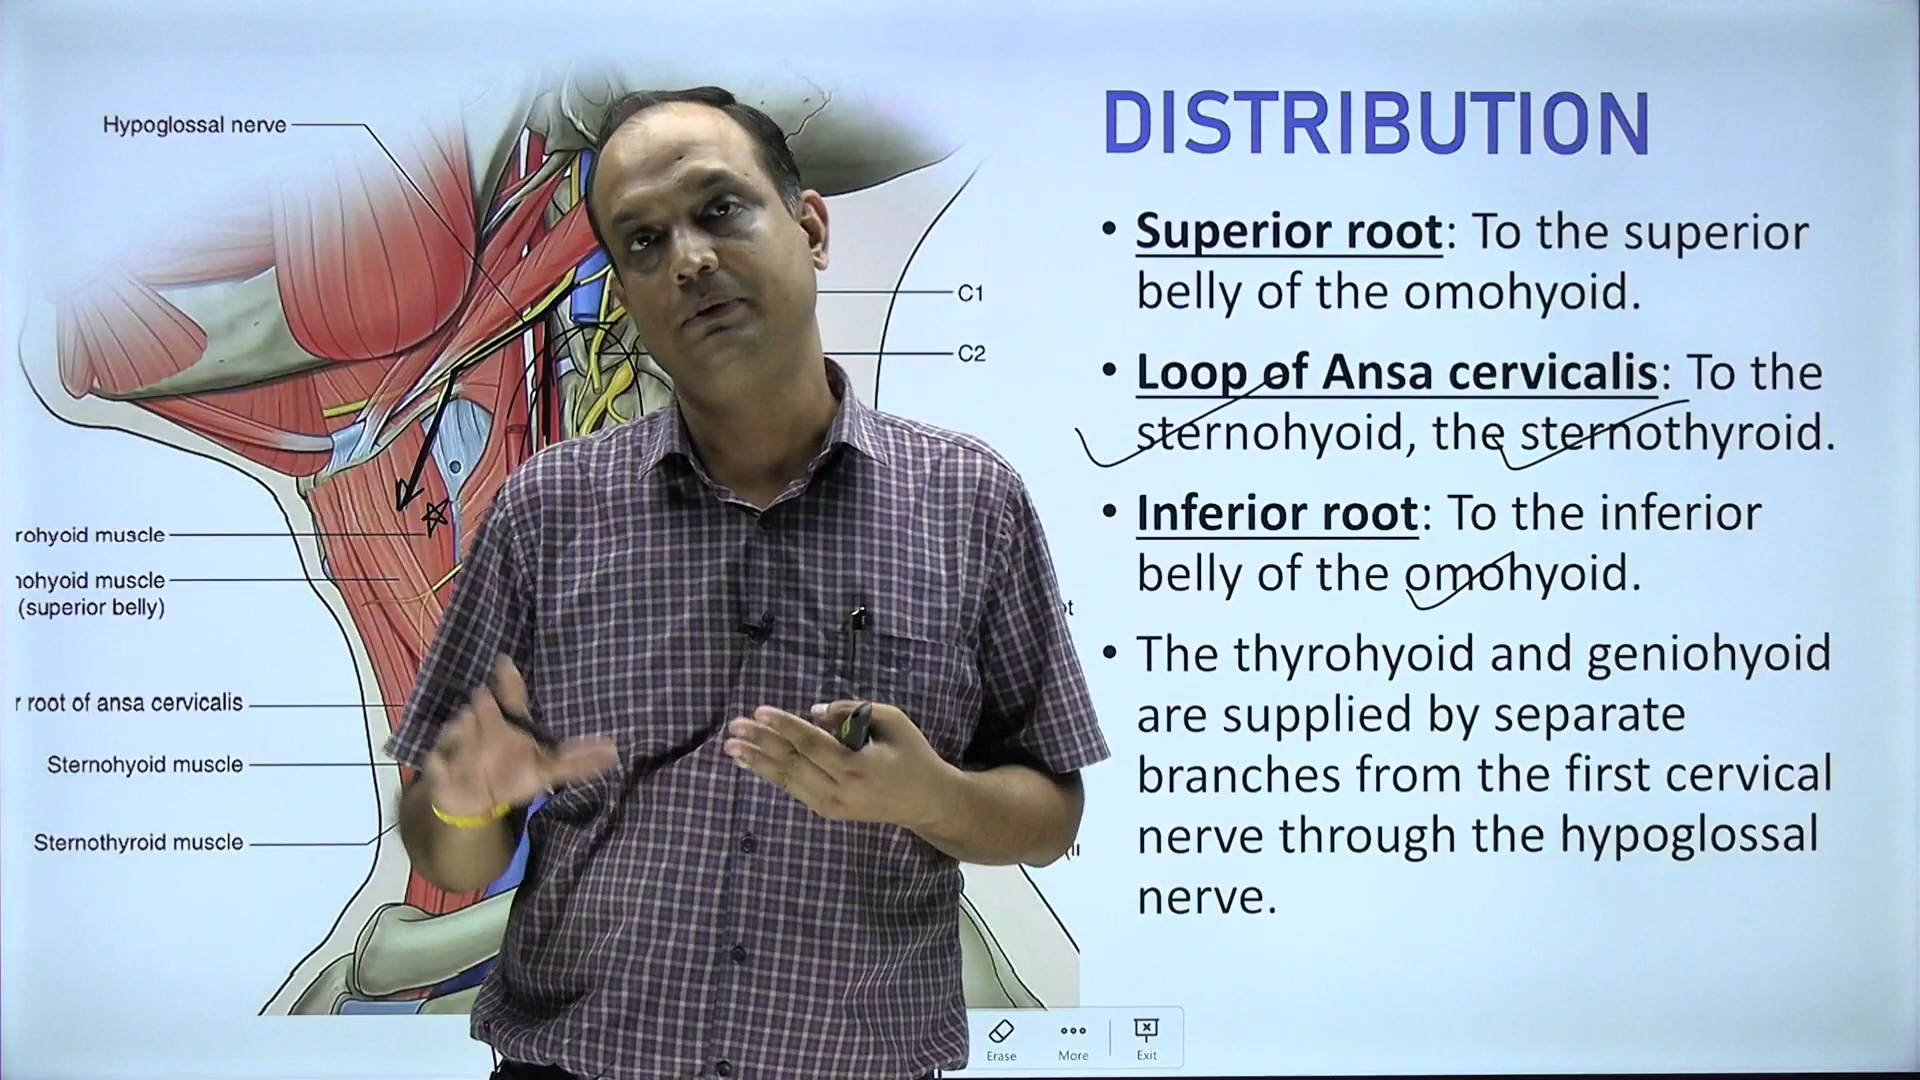 Hypoglossal nerve
C1
C2
rohyoid muscle
ohyoid muscle
(superior belly)
r root of ansa cervicalis
Sternohyoid muscle
Sternothyroid muscle
DISTRIBUTION
• Superior root: To the superior
belly of the omohyoid.
• Loop of Ansa cervicalis: To the
sternohyoid, the sternothyroid.
• Inferior root: To the inferior
belly of the omohyoid.
• The thyrohyoid and geniohyoid
are supplied by separate
branches from the first cervical
nerve through the hypoglossal
nerve.
Erase
More
Exit